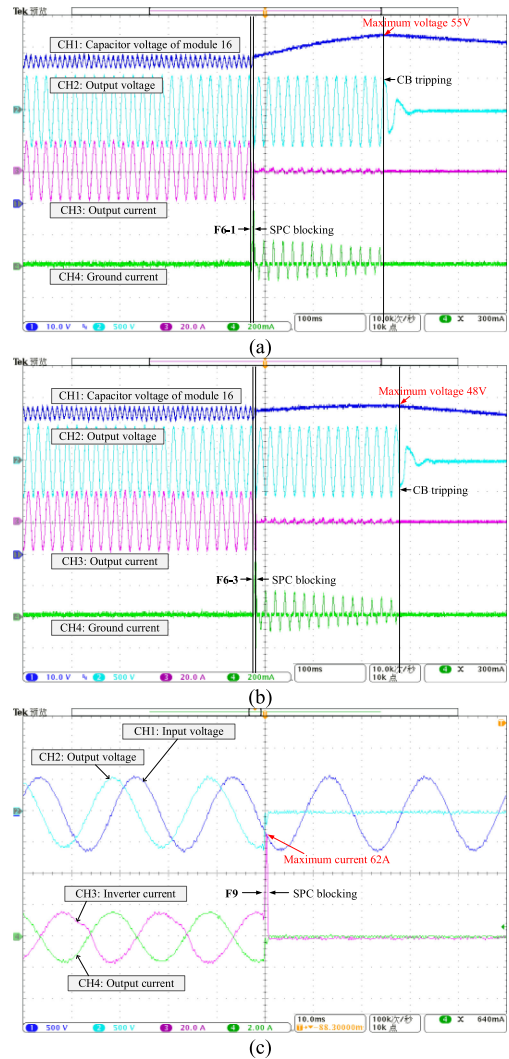 Tek 预览
Maximum voltage 55V
CH1: Capacitor voltage of module 16
CH2: Output voltage
CB tripping
CH3: Output current
F6-1
SPC blocking
CH4: Ground current
1 10.0 V % 2 500 V 3 20.0 A 4 200mA
100ms
10.0k次/秒
10k 点
4 X 300mA
(a)
Tek 预览
CH1: Capacitor voltage of module 16
Maximum voltage 48V
CH2: Output voltage
CB tripping
CH3: Output current
F6-3
SPC blocking
CH4: Ground current
1 10.0 V % 2 500 V 3 20.0 A 4 200mA
100ms
10.0k次/秒
10k 点
4 X 300mA
(b)
Tek 预览
CH1: Input voltage
CH2: Output voltage
Maximum current 62A
CH3: Inverter current
F9
SPC blocking
CH4: Output current
1 500 V 2 500 V 4 2.00 A
10.0ms
100k次/秒
10k 点
4 X 640mA
(c)